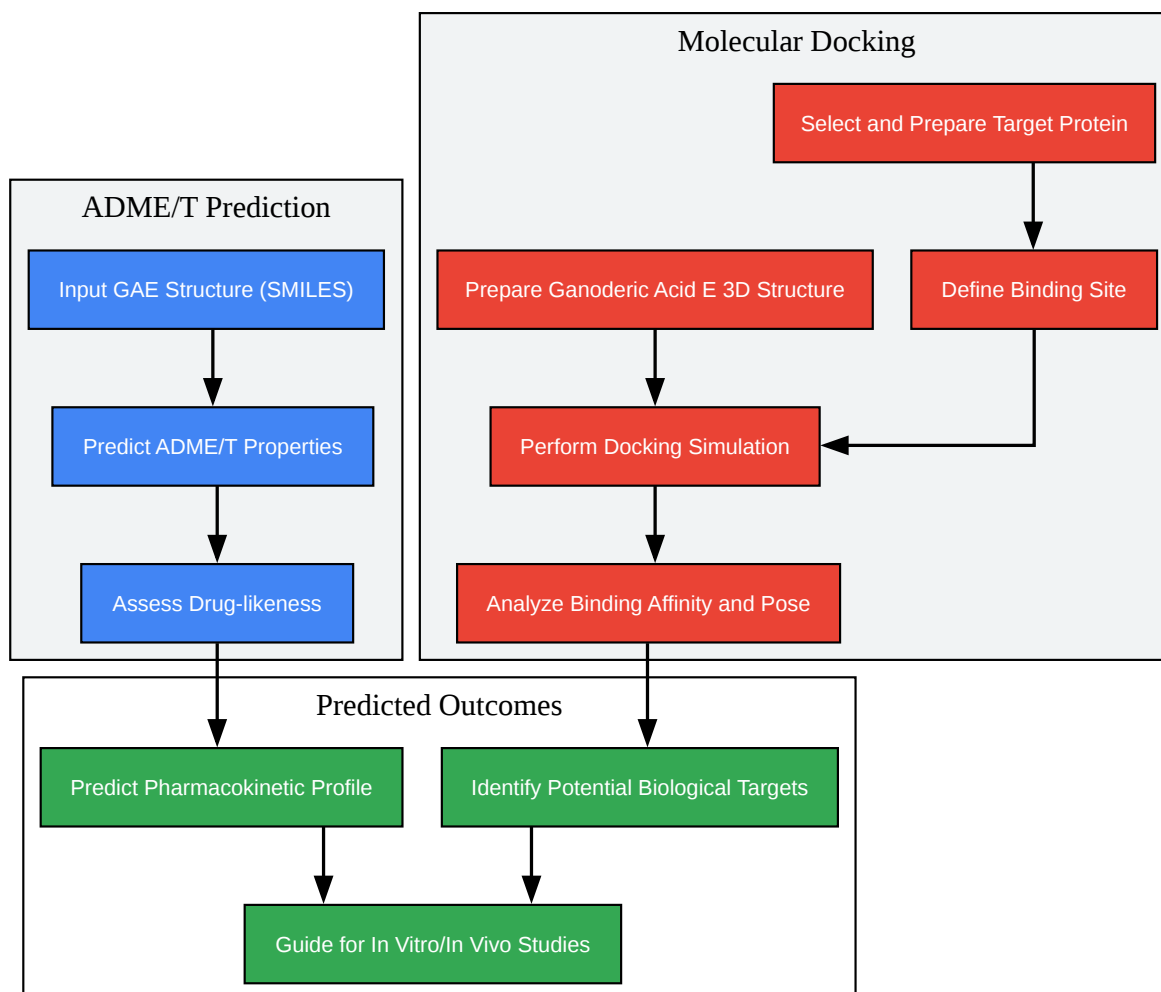 Molecular Docking
Select and Prepare Target Protein
ADME/T Prediction
Input GAE Structure (SMILES)
Prepare Ganoderic Acid E 3D Structure
Define Binding Site
Predict ADME/T Properties
Perform Docking Simulation
Assess Drug-likeness
Analyze Binding Affinity and Pose
Predicted Outcomes
Predict Pharmacokinetic Profile
Identify Potential Biological Targets
Guide for In Vitro/In Vivo Studies